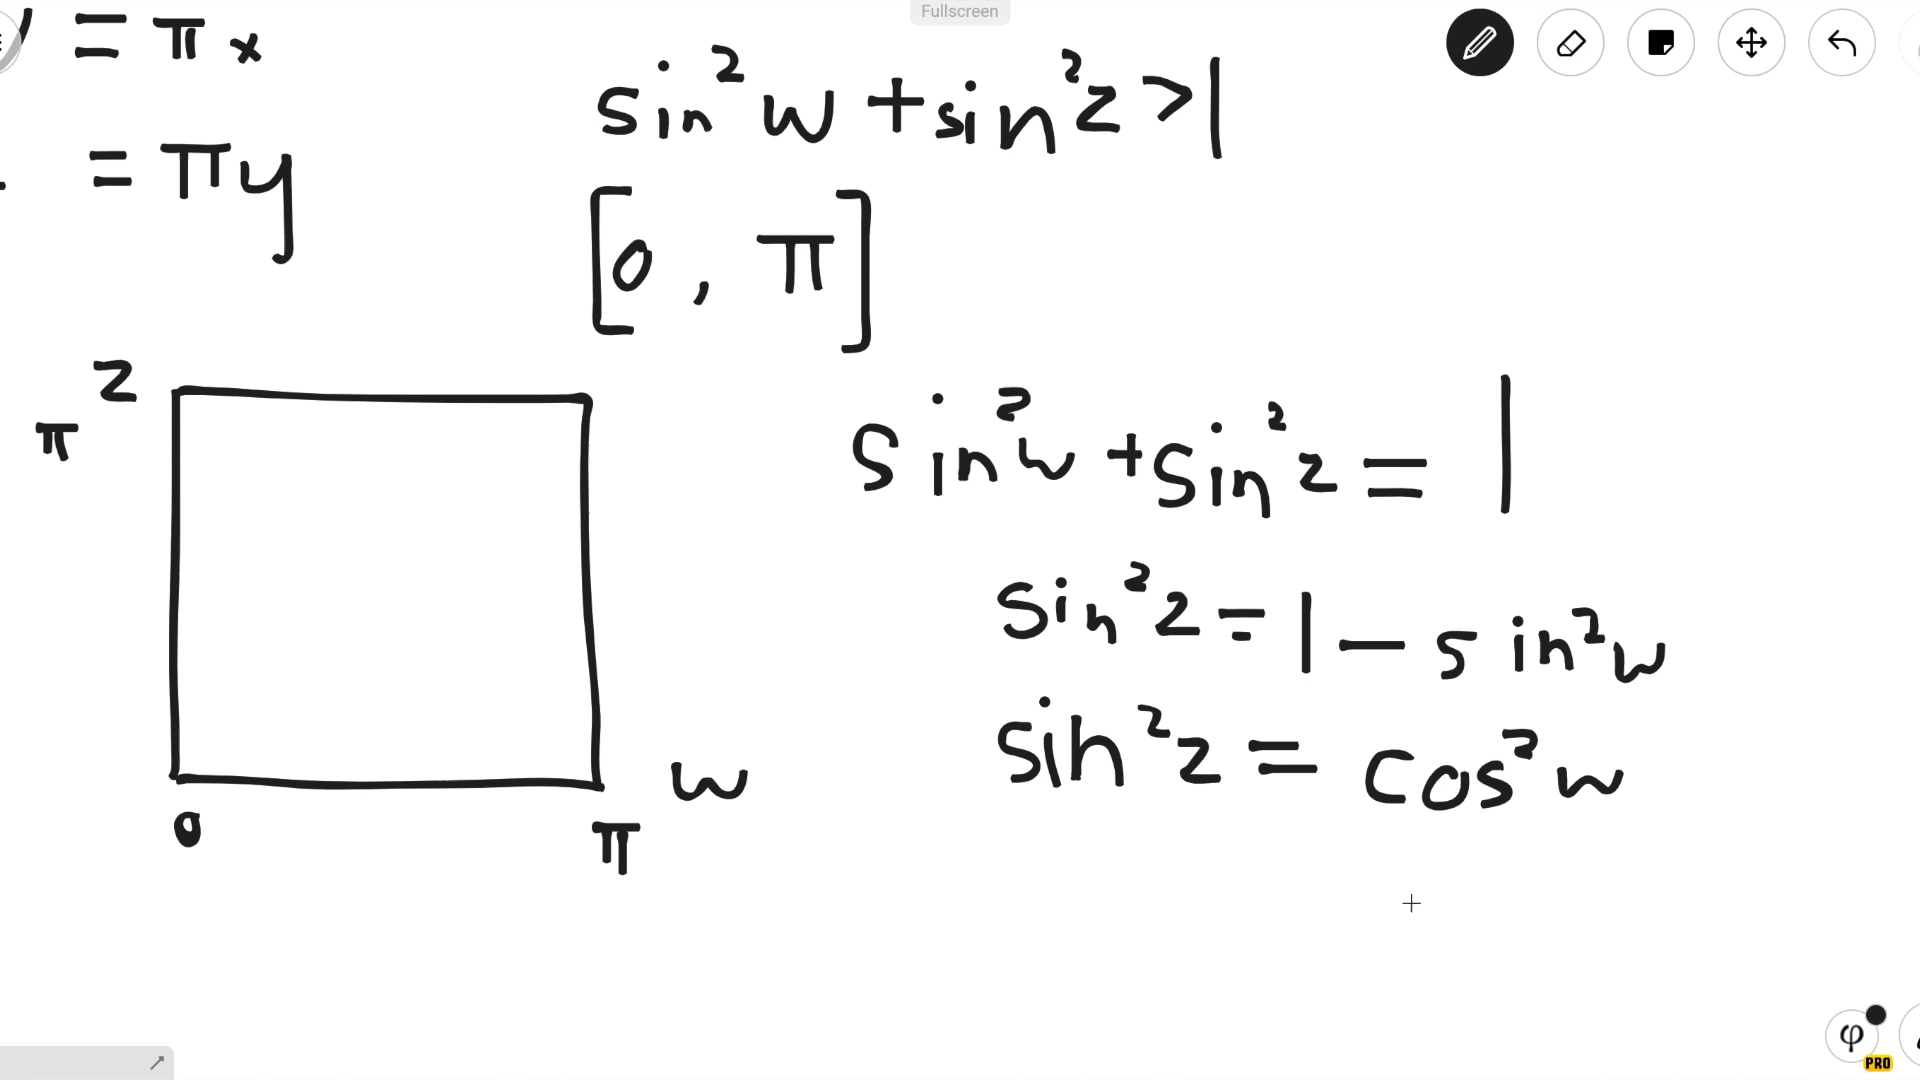 Fullscreen
= πx
= πy
sin²w + sin²z > 1
[0, π]
z
π
0
π
w
sin²w + sin²z = 1
sin²z = 1 - sin²w
sin²z = cos²w
φ
PRO